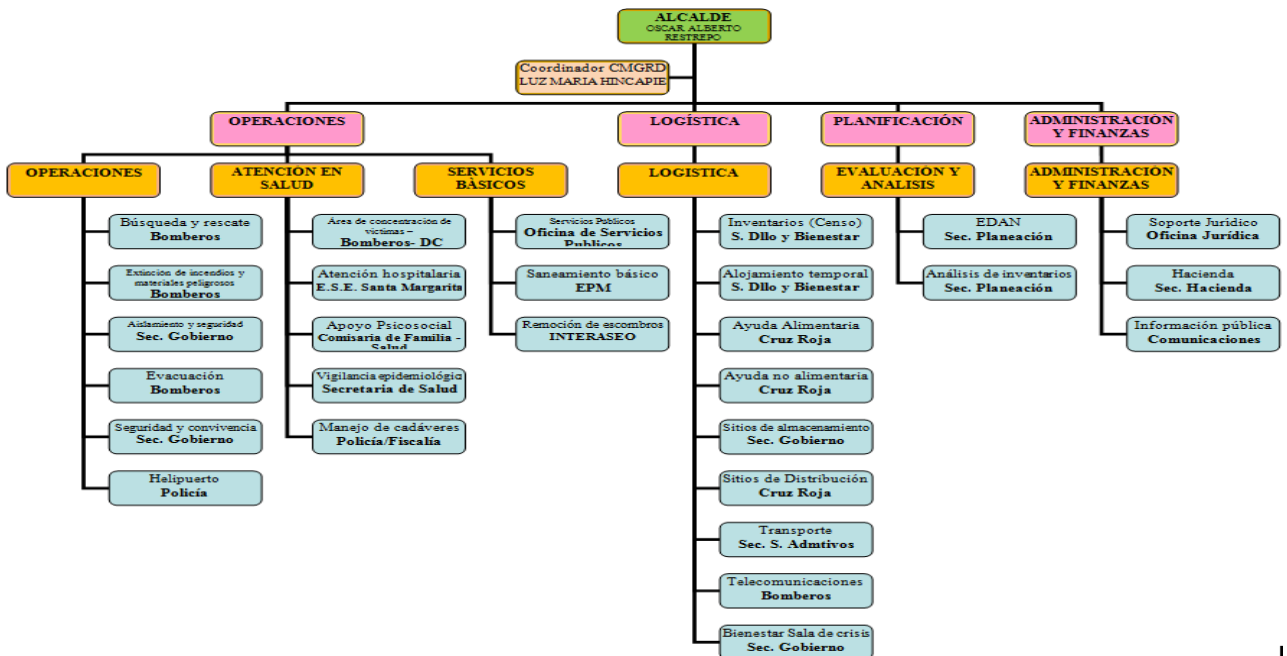 ALCALDE
OSCAR ALBERTO
RESTREPO
Coordinador CMGRD
LUZ MARIA HINCAPIE
OPERACIONES
LOGÍSTICA
PLANIFICACIÓN
ADMINISTRACIÓN
Y FINANZAS
OPERACIONES
ATENCIÓN EN
SALUD
SERVICIOS
BÀSICOS
LOGISTICA
EVALUACIÓN Y
ANALISIS
ADMINISTRACIÓN
Y FINANZAS
Búsqueda y rescate
Bomberos
Extinción de incendios y
materiales peligrosos
Bomberos
Aislamiento y seguridad
Sec. Gobierno
Evacuación
Bomberos
Seguridad y convivencia
Sec. Gobierno
Helipuerto
Policía
Área de concentración de
victimas –
Bomberos- DC
Atención hospitalaria
E.S.E. Santa Margarita
Apoyo Psicosocial
Comisaria de Familia -
Salud
Vigilancia epidemiológica
Secretaria de Salud
Manejo de cadáveres
Policía/Fiscalía
Servicios Públicos
Oficina de Servicios
Publicos
Saneamiento básico
EPM
Remoción de escombros
INTERASEO
Inventarios (Censo)
S. Dllo y Bienestar
Alojamiento temporal
S. Dllo y Bienestar
Ayuda Alimentaria
Cruz Roja
Ayuda no alimentaria
Cruz Roja
Sitios de almacenamiento
Sec. Gobierno
Sitios de Distribución
Cruz Roja
Transporte
Sec. S. Admtivos
Telecomunicaciones
Bomberos
Bienestar Sala de crisis
Sec. Gobierno
EDAN
Sec. Planeación
Análisis de inventarios
Sec. Planeación
Soporte Jurídico
Oficina Jurídica
Hacienda
Sec. Hacienda
Información pública
Comunicaciones